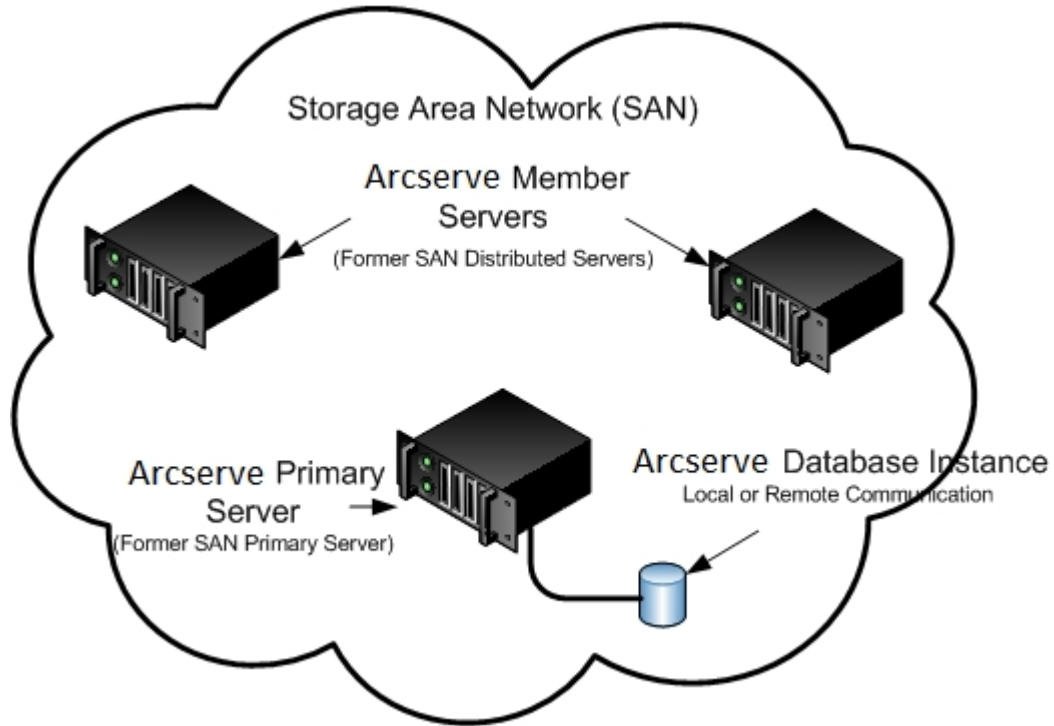 Storage Area Network (SAN)
Arcserve Member
Servers
(Former SAN Distributed Servers)
Arcserve Primary
Server
(Former SAN Primary Server)
Arcserve Database Instance
Local or Remote Communication